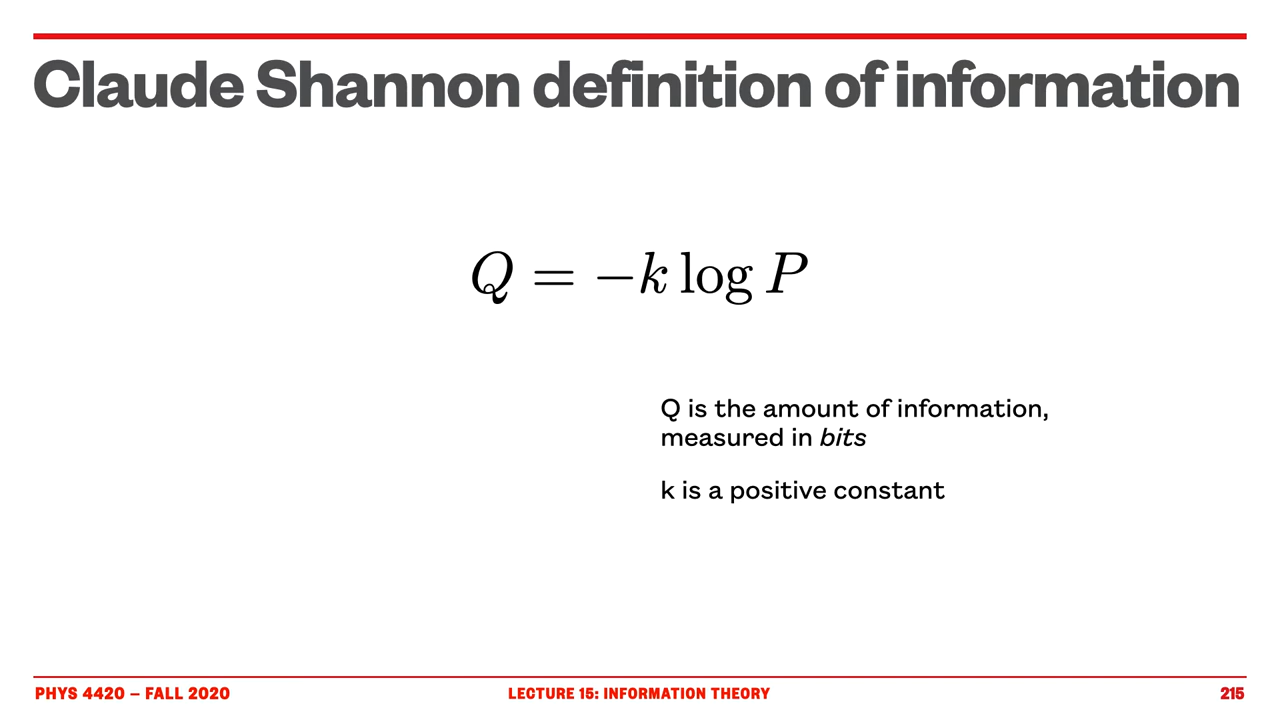 Claude Shannon definition of information
Q = −k log P
Q is the amount of information,
measured in bits
k is a positive constant
PHYS 4420 – FALL 2020
LECTURE 15: INFORMATION THEORY
215